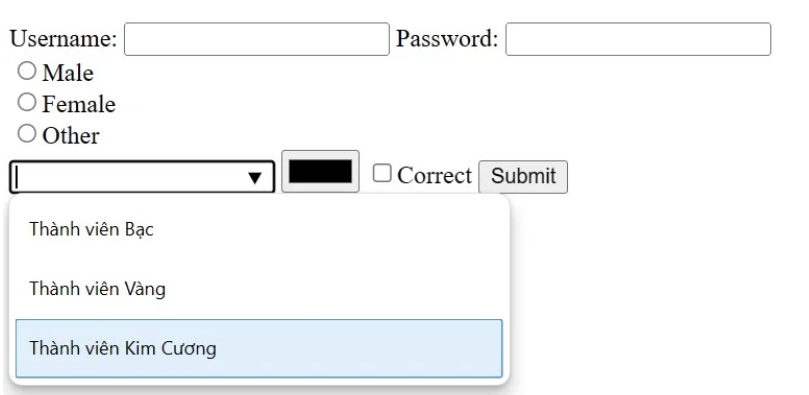 Username: Password:
Male
Female
Other
Correct Submit
Thành viên Bạc
Thành viên Vàng
Thành viên Kim Cương